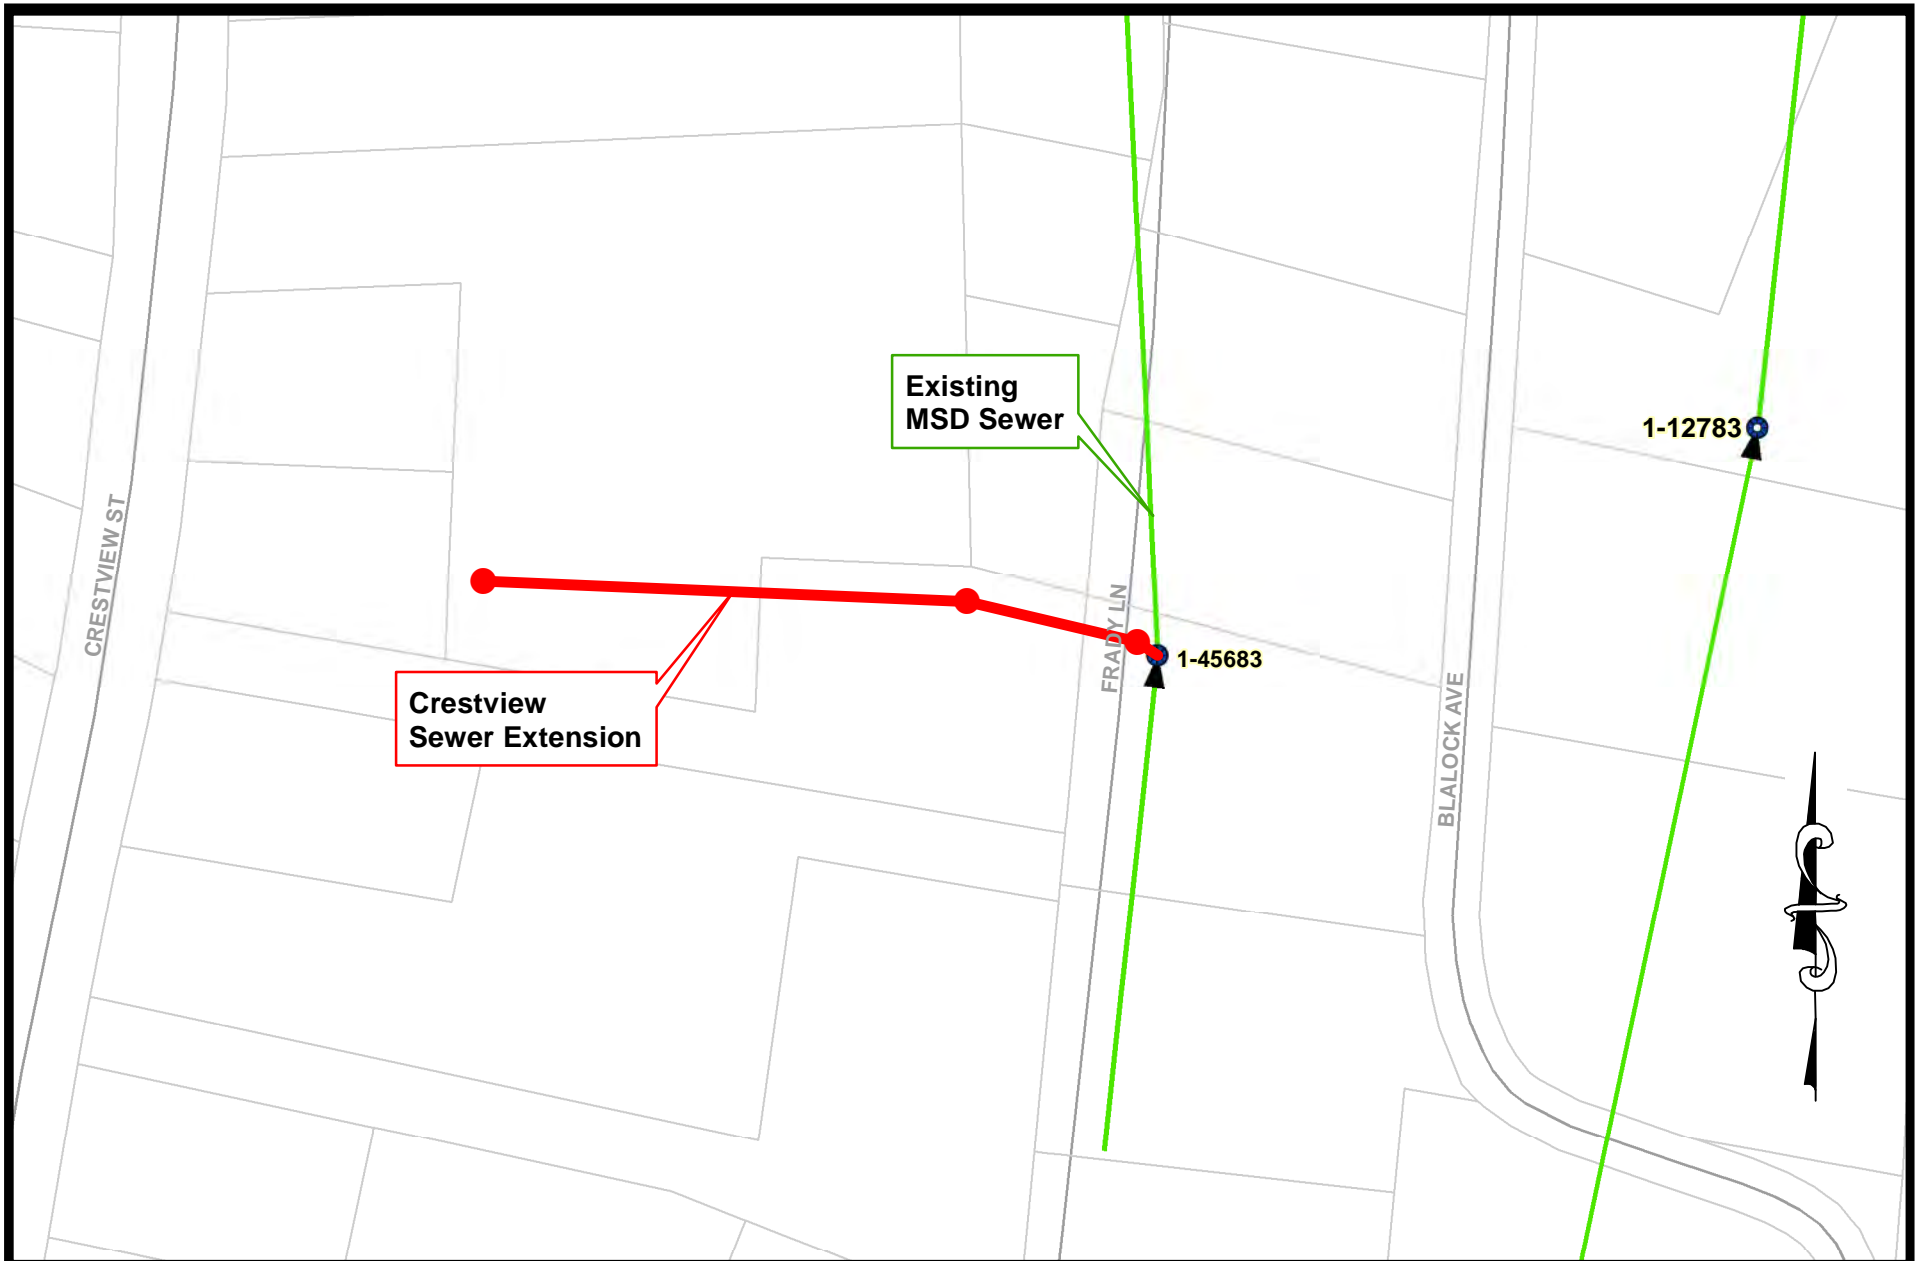 Existing
MSD Sewer
1-12783
CRESTVIEW ST
FRADY LN
1-45683
Crestview
Sewer Extension
BLALOCK AVE